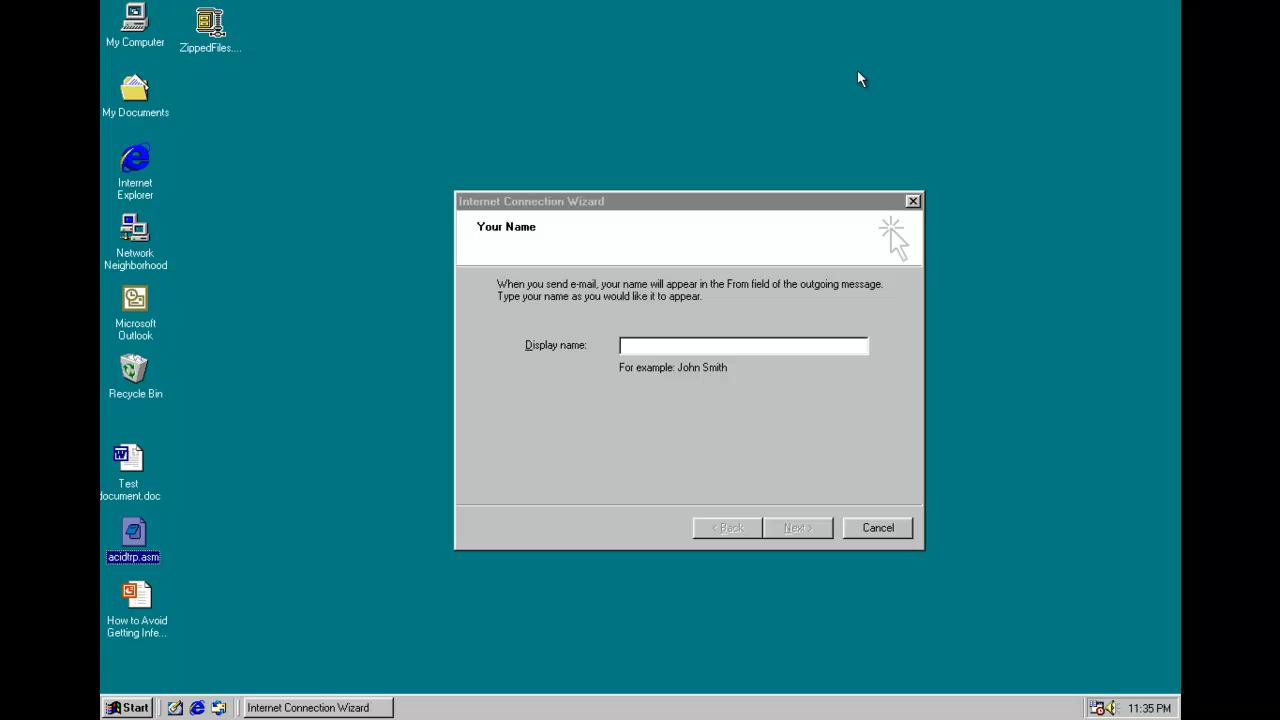 My Computer
ZippedFiles....
My Documents
Internet
Explorer
Network
Neighborhood
Microsoft
Outlook
Recycle Bin
Test
document.doc
acidtrp.asm
How to Avoid
Getting Infe...
Internet Connection Wizard
Your Name
When you send e-mail, your name will appear in the From field of the outgoing message.
Type your name as you would like it to appear.
Display name:
For example: John Smith
< Back
Next >
Cancel
Start
Internet Connection Wizard
11:35 PM